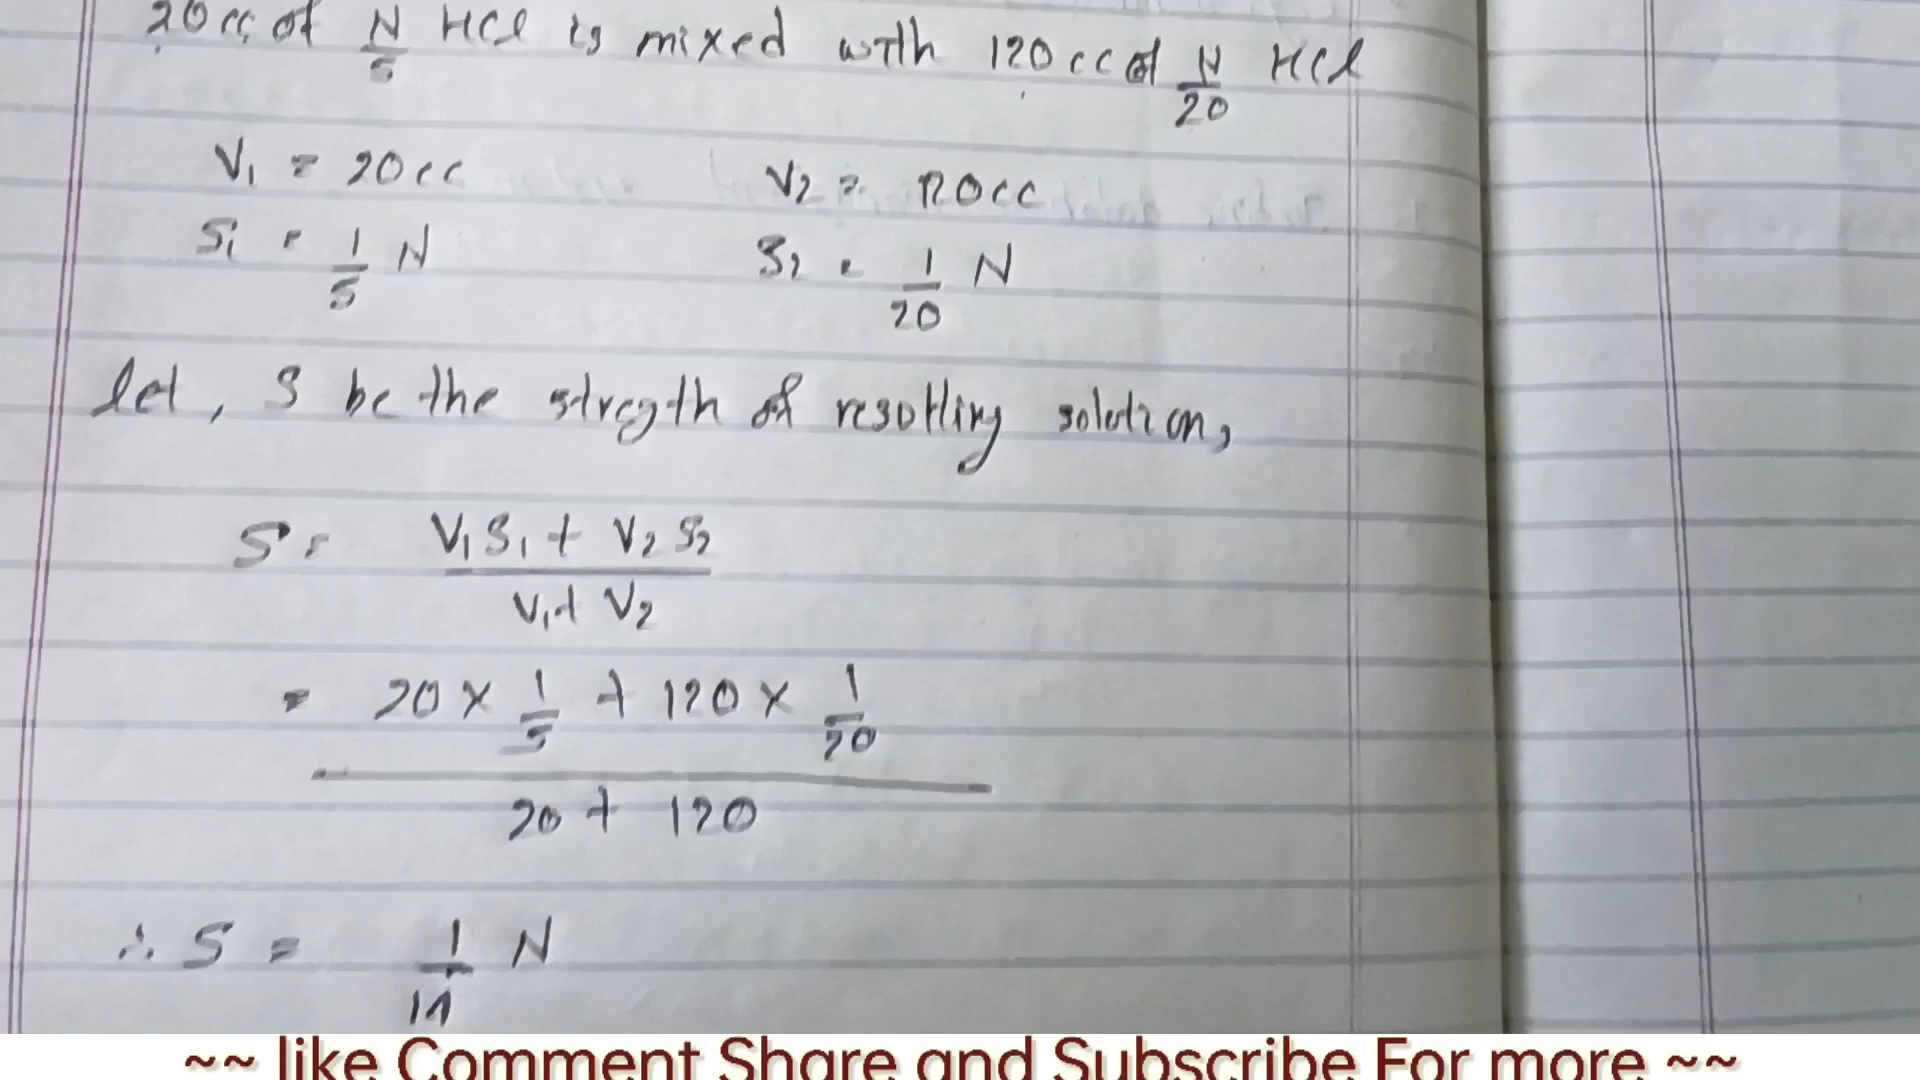 20cc of N/5 HCl is mixed with 120cc of N/20 HCl
V1 = 20cc V2 = 120cc
S1 = 1/5 N S2 = 1/20 N
let, S be the stregth of resolting solution,
S = V1S1 + V2S2 / V1 + V2
= 20 × 1/5 + 120 × 1/20 / 20 + 120
∴ S = 1/14 N
~~ like Comment Share and Subscribe For more ~~